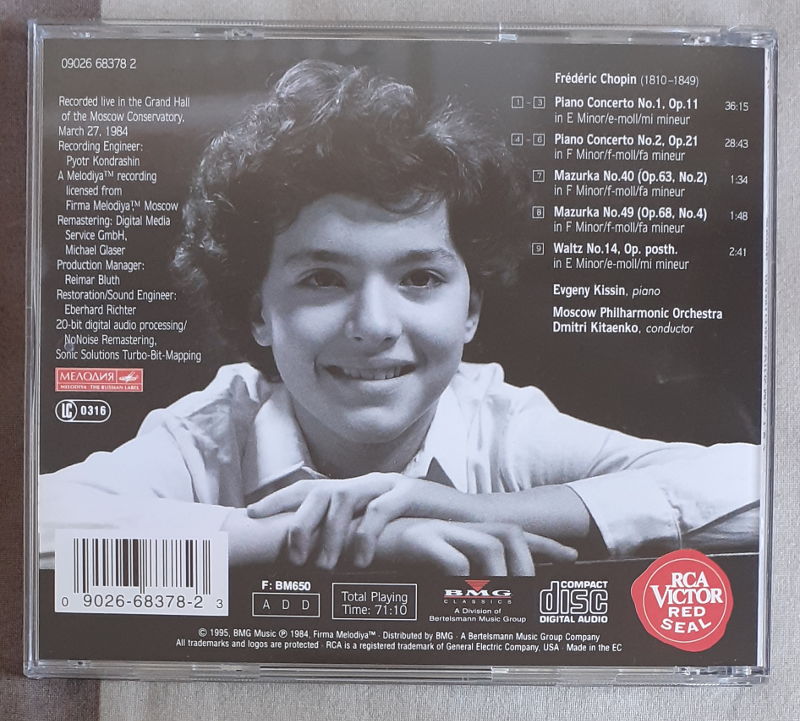 09026 68378 2
Recorded live in the Grand Hall
of the Moscow Conservatory,
March 27, 1984
Recording Engineer:
Pyotr Kondrashin
A Melodiya™ recording
licensed from
Firma Melodiya™ Moscow
Remastering: Digital Media
Service GmbH,
Michael Glaser
Production Manager:
Reimar Bluth
Restoration/Sound Engineer:
Eberhard Richter
20-bit digital audio processing/
NoNoise Remastering,
Sonic Solutions Turbo-Bit-Mapping
МЕЛОДИЯ
MELODIYA · THE RUSSIAN LABEL
LC 0316
Frédéric Chopin (1810–1849)
1 – 3 Piano Concerto No.1, Op.11 36:15
in E Minor/e-moll/mi mineur
4 – 6 Piano Concerto No.2, Op.21 28:43
in F Minor/f-moll/fa mineur
7 Mazurka No.40 (Op.63, No.2) 1:34
in F Minor/f-moll/fa mineur
8 Mazurka No.49 (Op.68, No.4) 1:48
in F Minor/f-moll/fa mineur
9 Waltz No.14, Op. posth. 2:41
in E Minor/e-moll/mi mineur
Evgeny Kissin, piano
Moscow Philharmonic Orchestra
Dmitri Kitaenko, conductor
0 9026-68378-2 3
F: BM650
A D D
Total Playing
Time: 71:10
BMG
CLASSICS
A Division of
Bertelsmann Music Group
COMPACT
disc
DIGITAL AUDIO
RCA
VICTOR
RED
SEAL
© 1995, BMG Music ℗ 1984, Firma Melodiya™ · Distributed by BMG · A Bertelsmann Music Group Company
All trademarks and logos are protected · RCA is a registered trademark of General Electric Company, USA · Made in the EC